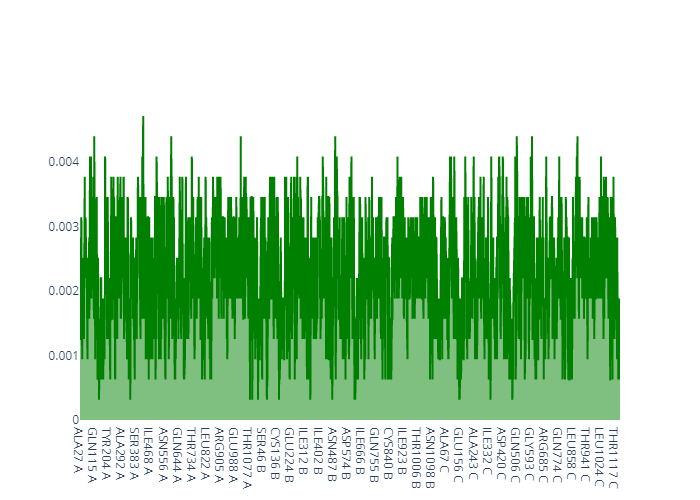 0.004
0.003
0.002
0.001
0
ALA27 A
GLN115 A
TYR204 A
ALA292 A
SER383 A
ILE468 A
ASN556 A
GLN644 A
THR734 A
LEU822 A
ARG905 A
GLU988 A
THR1077 A
SER46 B
CYS136 B
GLU224 B
ILE312 B
ILE402 B
ASN487 B
ASP574 B
ILE666 B
GLN755 B
CYS840 B
ILE923 B
THR1006 B
ASN1098 B
ALA67 C
GLU156 C
ALA243 C
ILE332 C
ASP420 C
GLN506 C
GLY593 C
ARG685 C
GLN774 C
LEU858 C
THR941 C
LEU1024 C
THR1117 C